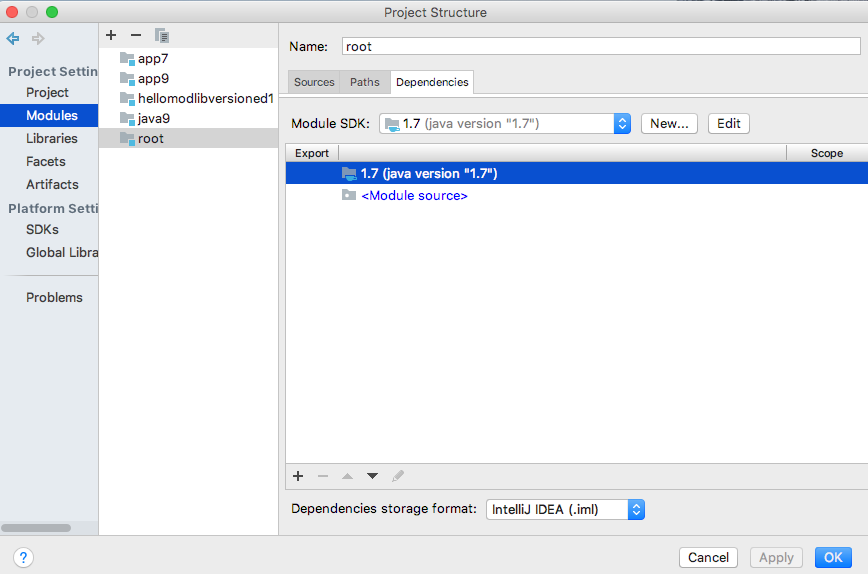 Project Structure
Project Settin
Project
Modules
Libraries
Facets
Artifacts
Platform Setti
SDKs
Global Libra
Problems
app7
app9
hellomodlibversioned1
java9
root
Name: root
Sources Paths Dependencies
Module SDK: 1.7 (java version "1.7") New... Edit
Export Scope
1.7 (java version "1.7")
<Module source>
Dependencies storage format: IntelliJ IDEA (.iml)
? Cancel Apply OK